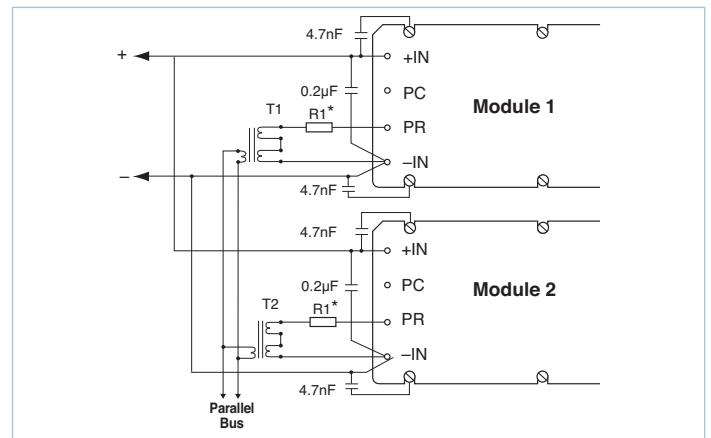 4.7nF
+
+IN
0.2µF
PC
Module 1
T1
R1*
PR
–IN
–
4.7nF
4.7nF
+IN
0.2µF
PC
Module 2
T2
R1*
PR
–IN
4.7nF
Parallel
Bus